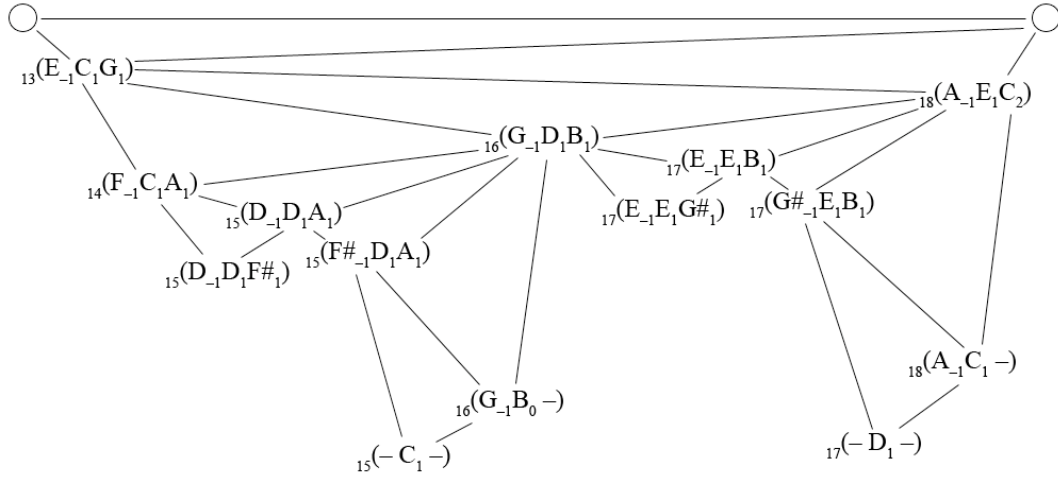 ₁₃(E₋₁C₁G₁)
₁₈(A₋₁E₁C₂)
₁₆(G₋₁D₁B₁)
₁₇(E₋₁E₁B₁)
₁₄(F₋₁C₁A₁)
₁₅(D₋₁D₁A₁)
₁₇(E₋₁E₁G#₁)
₁₇(G#₋₁E₁B₁)
₁₅(F#₋₁D₁A₁)
₁₅(D₋₁D₁F#₁)
₁₈(A₋₁C₁ –)
₁₆(G₋₁B₀ –)
₁₇(– D₁ –)
₁₅(– C₁ –)